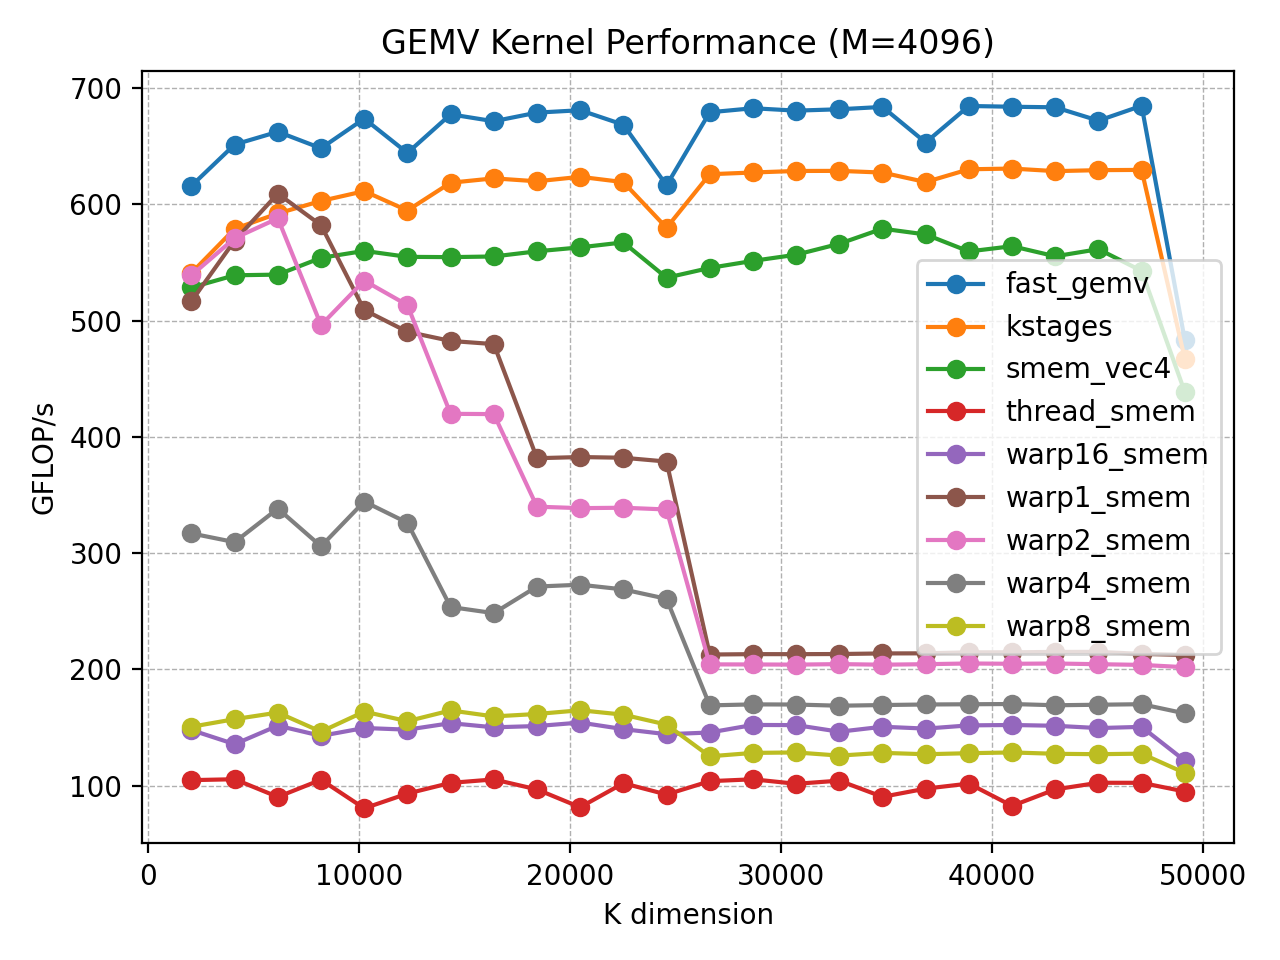 GEMV Kernel Performance (M=4096)
700
600
500
400
300
200
100
GFLOP/s
0
10000
20000
30000
40000
50000
K dimension
fast_gemv
kstages
smem_vec4
thread_smem
warp16_smem
warp1_smem
warp2_smem
warp4_smem
warp8_smem